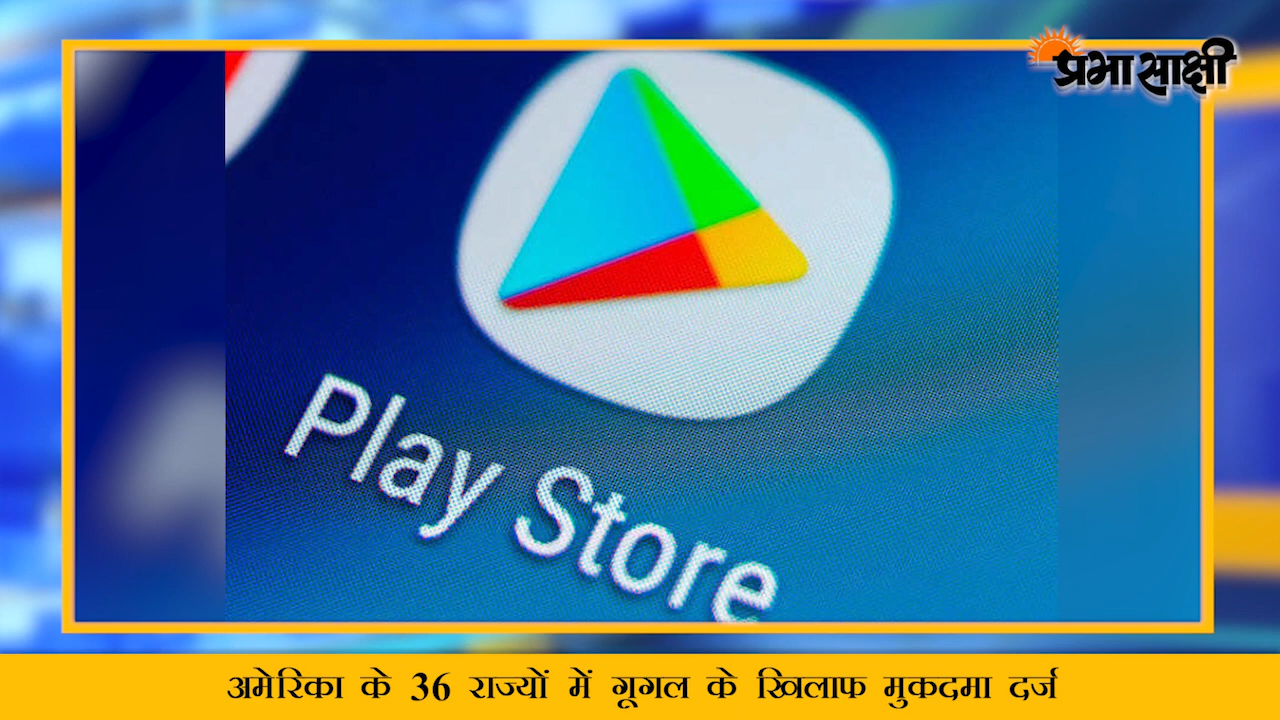 प्रभासाक्षी
Play Store
अमेरिका के 36 राज्यों में गूगल के खिलाफ मुकदमा दर्ज